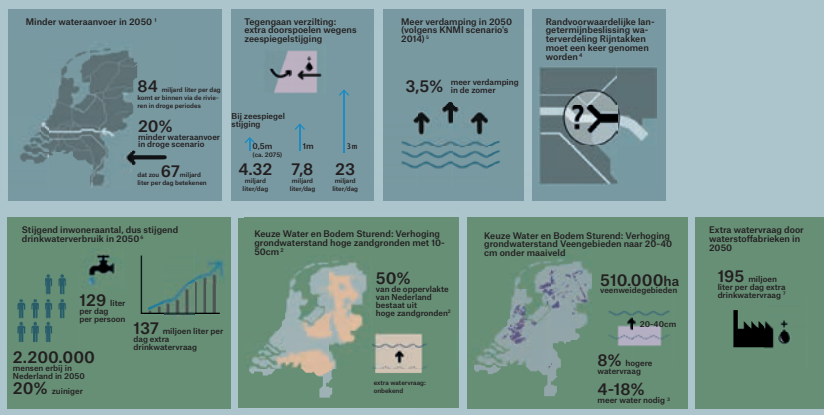 Minder wateraanvoer in 2050 ¹
84 miljard liter per dag
komt er binnen via de rivie-
ren in droge periodes
20%
minder wateraanvoer
in droge scenario
dat zou 67 miljard
liter per dag betekenen
Tegengaan verzilting:
extra doorspoelen wegens
zeespiegelstijging
Bij zeespiegel
stijging
0,5m
(ca. 2075)
1m
3m
4.32
miljard
liter/dag
7,8
miljard
liter/dag
23
miljard
liter/dag
Meer verdamping in 2050
(volgens KNMI scenario's
2014) ⁶
3,5% meer verdamping
in de zomer
Randvoorwaardelijke lan-
getermijnbeslissing wa-
terverdeling Rijntakken
moet een keer genomen
worden ⁴
?
Stijgend inwoneraantal, dus stijgend
drinkwaterverbruik in 2050 ⁵
129 liter
per dag
per persoon
137 miljoen liter per
dag extra
drinkwatervraag
2.200.000
mensen erbij in
Nederland in 2050
20% zuiniger
Keuze Water en Bodem Sturend: Verhoging
grondwaterstand hoge zandgronden met 10-
50cm ²
50%
van de oppervlakte
van Nederland
bestaat uit
hoge zandgronden²
extra watervraag:
onbekend
Keuze Water en Bodem Sturend: Verhoging
grondwaterstand Veengebieden naar 20-40
cm onder maaiveld
510.000ha
veenweidegebieden
20-40cm
8% hogere
watervraag
4-18%
meer water nodig ³
Extra watervraag door
waterstoffabrieken in
2050
195 miljoen
liter per dag extra
drinkwatervraag ⁷